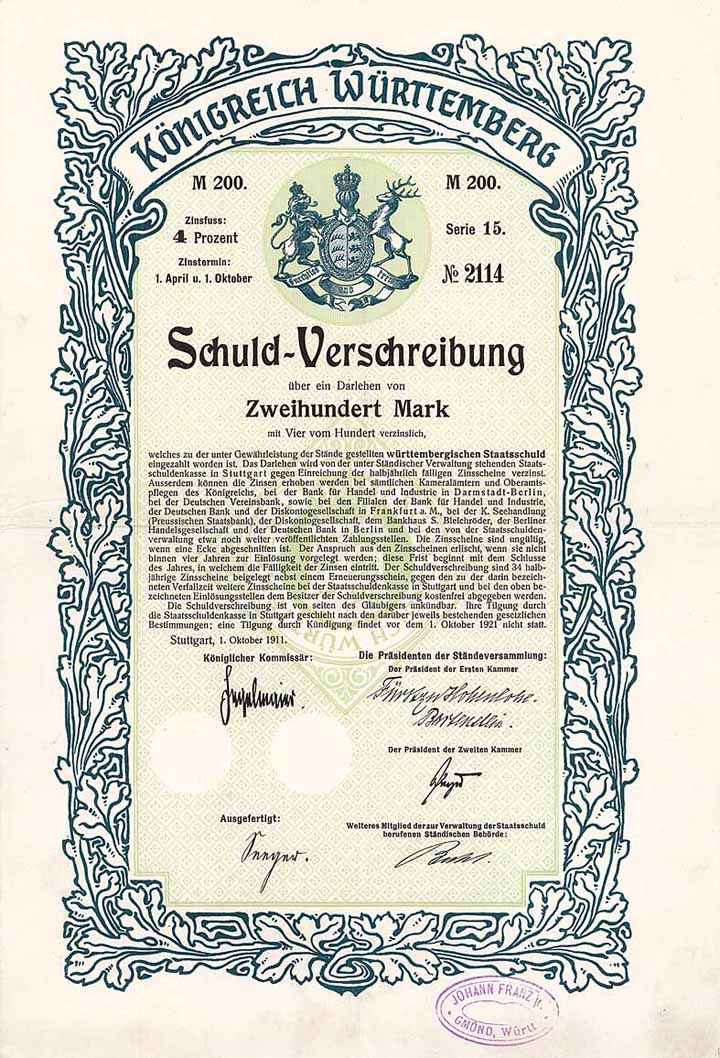 KÖNIGREICH WÜRTTEMBERG
M 200.
M 200.
Zinsfuss:
4 Prozent
Serie 15.
Zinstermin:
1. April u. 1. Oktober
№ 2114
Furchtlos und Trew
Schuld-Verschreibung
über ein Darlehen von
Zweihundert Mark
mit Vier vom Hundert verzinslich,
welches zu der unter Gewährleistung der Stände gestellten württembergischen Staatsschuld
eingezahlt worden ist. Das Darlehen wird von der unter Ständischer Verwaltung stehenden Staats-
schuldenkasse in Stuttgart gegen Einreichung der halbjährlich fälligen Zinsscheine verzinst.
Ausserdem können die Zinsen erhoben werden bei sämtlichen Kameralämtern und Oberamts-
pflegen des Königreichs, bei der Bank für Handel und Industrie in Darmstadt-Berlin,
bei der Deutschen Vereinsbank, sowie bei den Filialen der Bank für Handel und Industrie,
der Deutschen Bank und der Diskontogesellschaft in Frankfurt a. M., bei der K. Seehandlung
(Preussischen Staatsbank), der Diskontogesellschaft, dem Bankhaus S. Bleichröder, der Berliner
Handelsgesellschaft und der Deutschen Bank in Berlin und bei den von der Staatsschulden-
verwaltung etwa noch weiter veröffentlichten Zahlungsstellen. Die Zinsscheine sind ungültig,
wenn eine Ecke abgeschnitten ist. Der Anspruch aus den Zinsscheinen erlischt, wenn sie nicht
binnen vier Jahren zur Einlösung vorgelegt werden; diese Frist beginnt mit dem Schlusse
des Jahres, in welchem die Fälligkeit der Zinsen eintritt. Der Schuldverschreibung sind 34 halb-
jährige Zinsscheine beigelegt nebst einem Erneuerungsschein, gegen den zu der darin bezeich-
neten Verfallzeit weitere Zinsscheine bei der Staatsschuldenkasse in Stuttgart und bei den oben be-
zeichneten Einlösungsstellen dem Besitzer der Schuldverschreibung kostenfrei abgegeben werden.
Die Schuldverschreibung ist von seiten des Gläubigers unkündbar. Ihre Tilgung durch
die Staatsschuldenkasse in Stuttgart geschieht nach den darüber jeweils bestehenden gesetzlichen
Bestimmungen; eine Tilgung durch Kündigung findet vor dem 1. Oktober 1921 nicht statt.
Stuttgart, 1. Oktober 1911.
Königlicher Kommissär:
Die Präsidenten der Ständeversammlung:
Der Präsident der Ersten Kammer
Fürst zu Hohenlohe-
Bartenstein.
Der Präsident der Zweiten Kammer
Ausgefertigt:
Weiteres Mitglied der zur Verwaltung der Staatsschuld
berufenen Ständischen Behörde:
Seeger.
JOHANN FRANZ jr.
GMÜND, Württ.